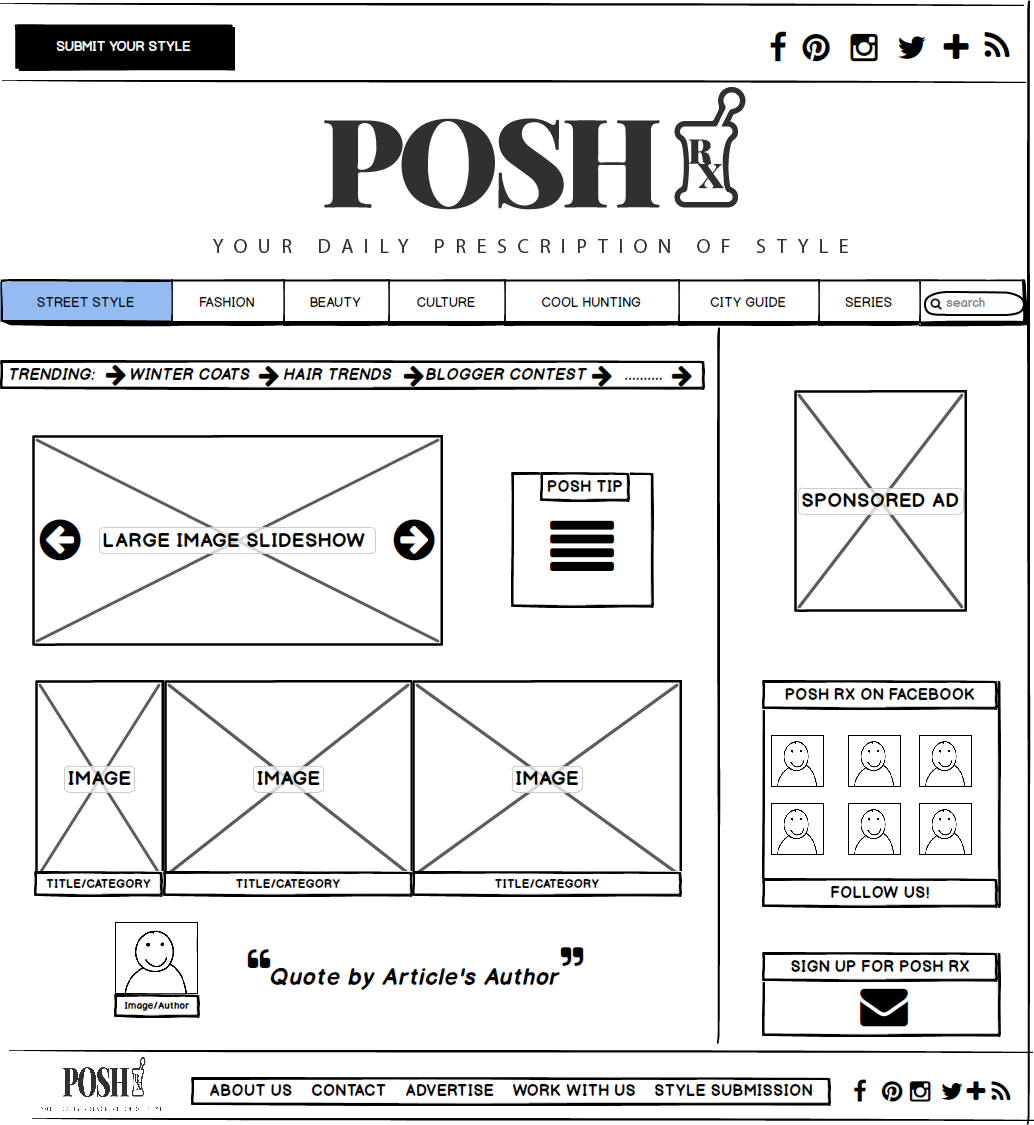 SUBMIT YOUR STYLE
POSH RX
YOUR DAILY PRESCRIPTION OF STYLE
STREET STYLE FASHION BEAUTY CULTURE COOL HUNTING CITY GUIDE SERIES search
TRENDING: WINTER COATS HAIR TRENDS BLOGGER CONTEST ..........
LARGE IMAGE SLIDESHOW
POSH TIP
SPONSORED AD
IMAGE IMAGE IMAGE
TITLE/CATEGORY TITLE/CATEGORY TITLE/CATEGORY
POSH RX ON FACEBOOK
FOLLOW US!
Image/Author
“Quote by Article's Author”
SIGN UP FOR POSH RX
POSH RX
ABOUT US CONTACT ADVERTISE WORK WITH US STYLE SUBMISSION